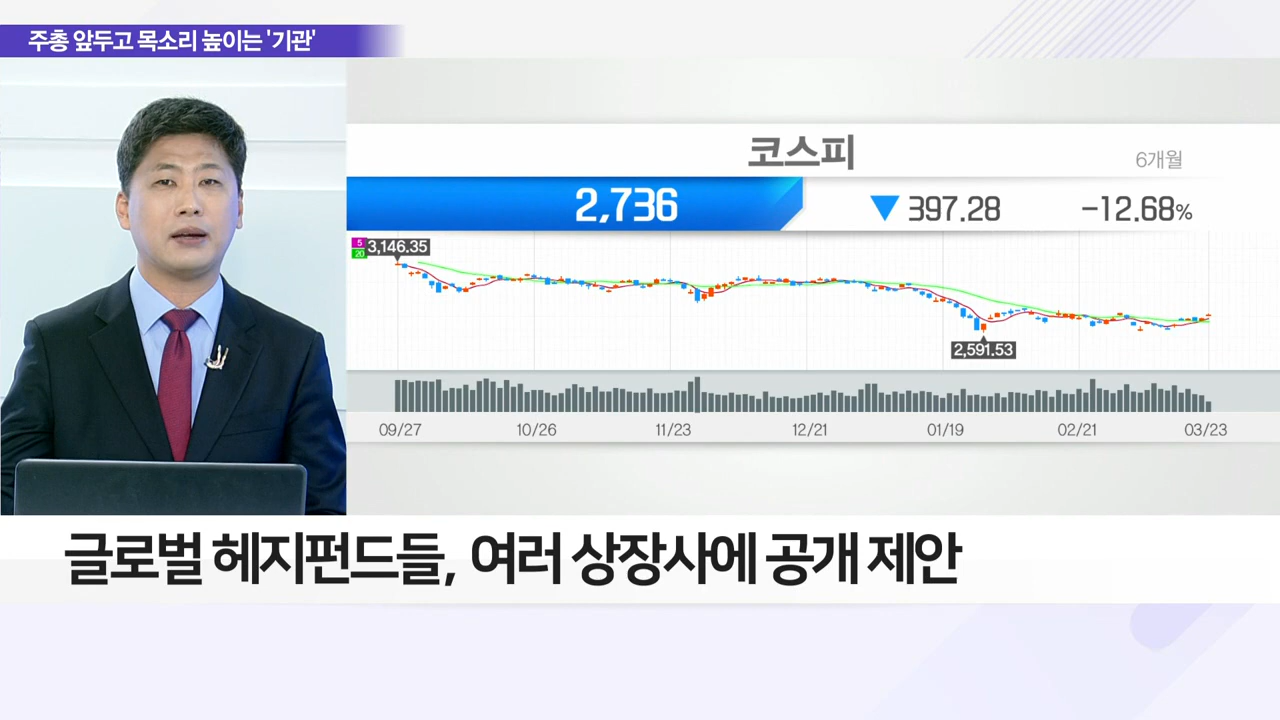 주총 앞두고 목소리 높이는 '기관'
코스피
6개월
2,736 ▼ 397.28 -12.68%
5
20
3,146.35
2,591.53
09/27 10/26 11/23 12/21 01/19 02/21 03/23
글로벌 헤지펀드들, 여러 상장사에 공개 제안